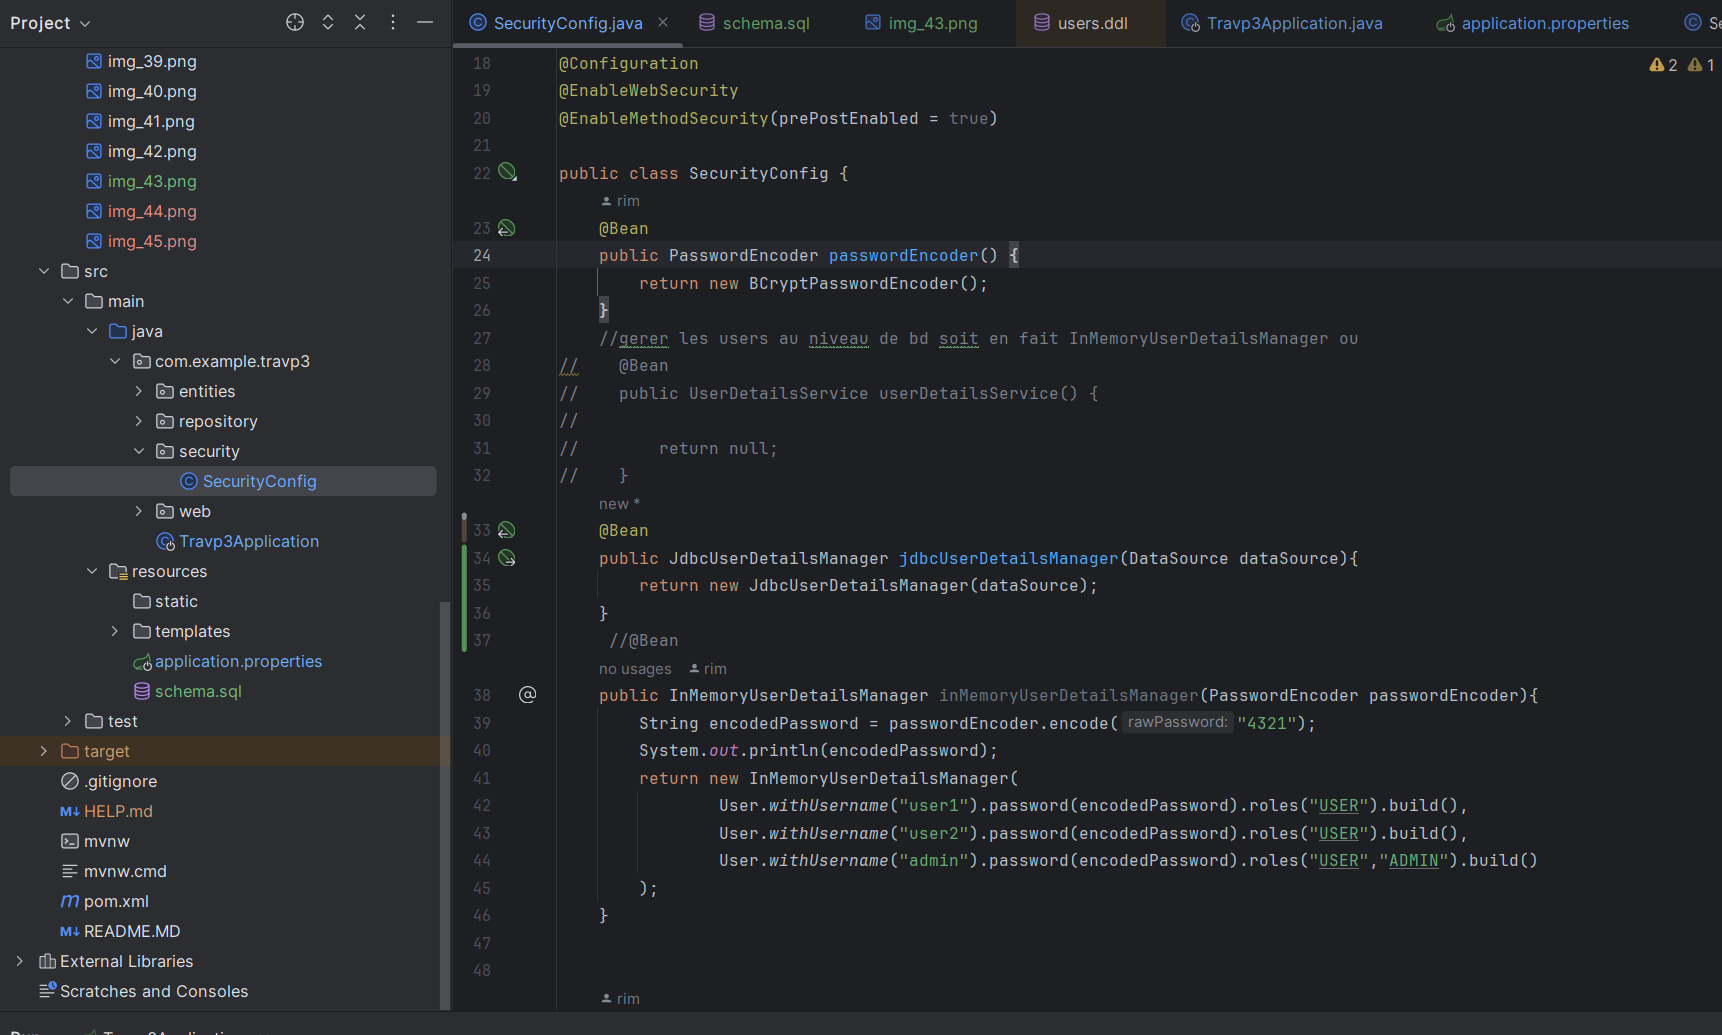 Project
img_39.png
img_40.png
img_41.png
img_42.png
img_43.png
img_44.png
img_45.png
src
main
java
com.example.travp3
entities
repository
security
SecurityConfig
web
Travp3Application
resources
static
templates
application.properties
schema.sql
test
target
.gitignore
HELP.md
mvnw
mvnw.cmd
pom.xml
README.MD
External Libraries
Scratches and Consoles
SecurityConfig.java schema.sql img_43.png users.ddl Travp3Application.java application.properties
2 1
18 @Configuration
19 @EnableWebSecurity
20 @EnableMethodSecurity(prePostEnabled = true)
21
22 public class SecurityConfig {
rim
23 @Bean
24 public PasswordEncoder passwordEncoder() {
25 return new BCryptPasswordEncoder();
26 }
27 //gerer les users au niveau de bd soit en fait InMemoryUserDetailsManager ou
28 // @Bean
29 // public UserDetailsService userDetailsService() {
30 //
31 // return null;
32 // }
new *
33 @Bean
34 public JdbcUserDetailsManager jdbcUserDetailsManager(DataSource dataSource){
35 return new JdbcUserDetailsManager(dataSource);
36 }
37 //@Bean
no usages rim
38 public InMemoryUserDetailsManager inMemoryUserDetailsManager(PasswordEncoder passwordEncoder){
39 String encodedPassword = passwordEncoder.encode( rawPassword: "4321");
40 System.out.println(encodedPassword);
41 return new InMemoryUserDetailsManager(
42 User.withUsername("user1").password(encodedPassword).roles("USER").build(),
43 User.withUsername("user2").password(encodedPassword).roles("USER").build(),
44 User.withUsername("admin").password(encodedPassword).roles("USER","ADMIN").build()
45 );
46 }
47
48
rim